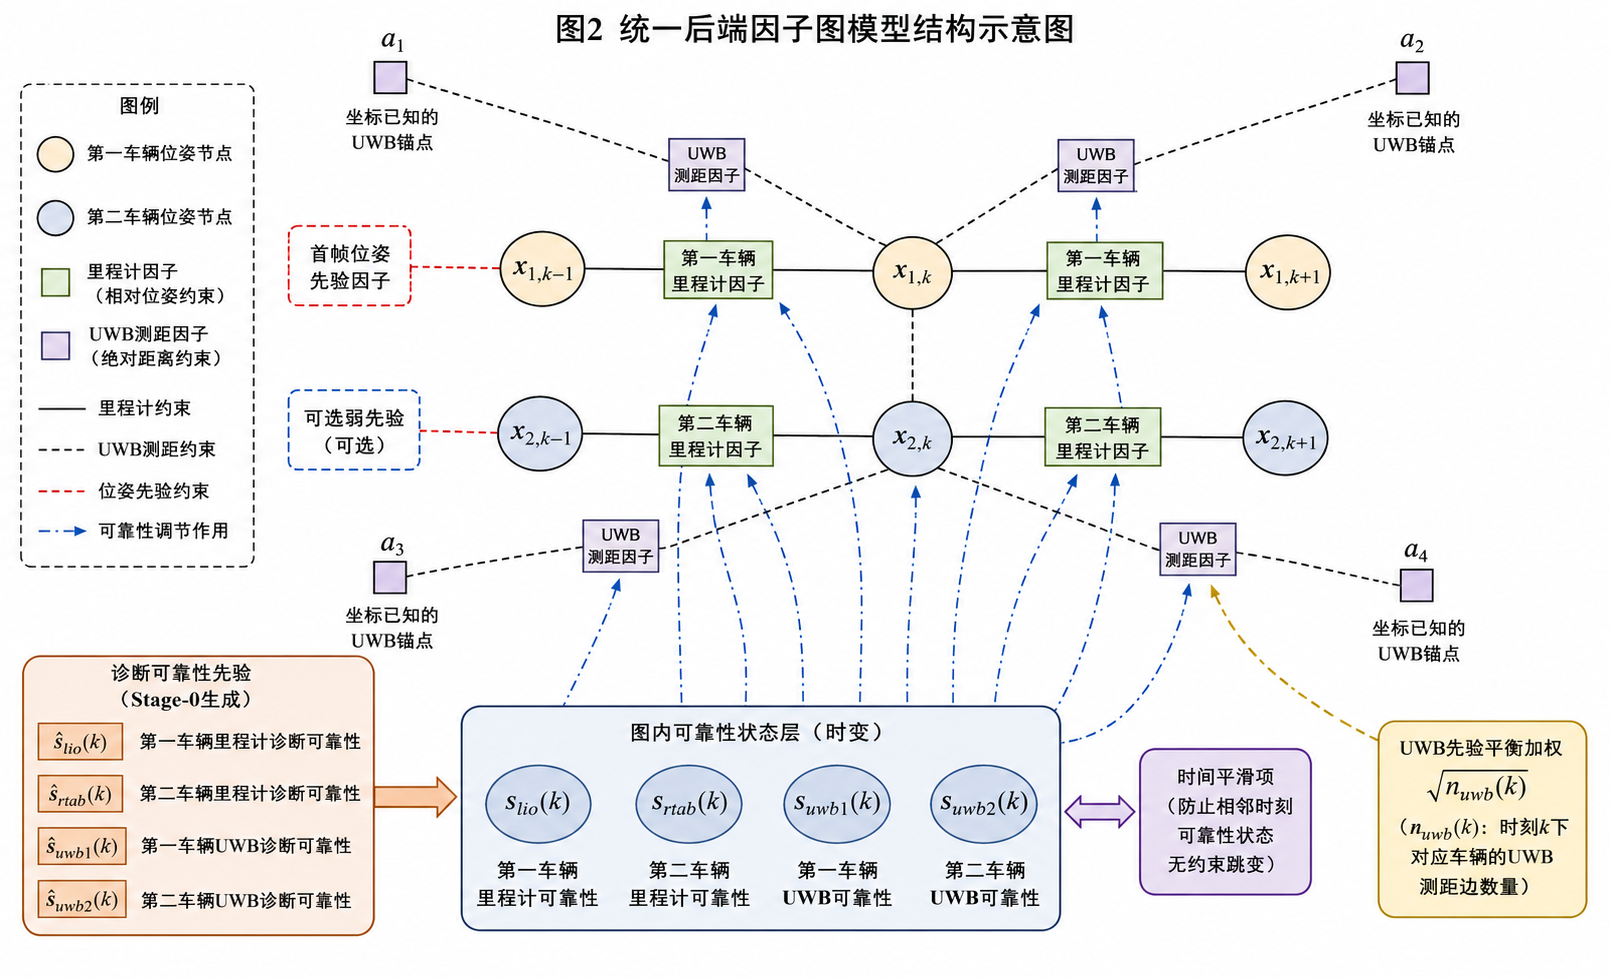 图2 统一后端因子图模型结构示意图
a₁
坐标已知的
UWB锚点
a₂
坐标已知的
UWB锚点
图例
第一车辆位姿节点
第二车辆位姿节点
里程计因子
（相对位姿约束）
UWB测距因子
（绝对距离约束）
里程计约束
UWB测距约束
位姿先验约束
可靠性调节作用
UWB
测距因子
UWB
测距因子
首帧位姿
先验因子
x₁,ₖ₋₁
第一车辆
里程计因子
x₁,ₖ
第一车辆
里程计因子
x₁,ₖ₊₁
可选弱先验
（可选）
x₂,ₖ₋₁
第二车辆
里程计因子
x₂,ₖ
第二车辆
里程计因子
x₂,ₖ₊₁
a₃
坐标已知的
UWB锚点
UWB
测距因子
UWB
测距因子
a₄
坐标已知的
UWB锚点
诊断可靠性先验
（Stage-0生成）
ŝ_lio(k) 第一车辆里程计诊断可靠性
ŝ_rtab(k) 第二车辆里程计诊断可靠性
ŝ_uwb1(k) 第一车辆UWB诊断可靠性
ŝ_uwb2(k) 第二车辆UWB诊断可靠性
图内可靠性状态层（时变）
s_lio(k)
s_rtab(k)
s_uwb1(k)
s_uwb2(k)
第一车辆
里程计可靠性
第二车辆
里程计可靠性
第一车辆
UWB可靠性
第二车辆
UWB可靠性
时间平滑项
（防止相邻时刻
可靠性状态
无约束跳变）
UWB先验平衡加权
√n_uwb(k)
（n_uwb(k)：时刻k下
对应车辆的UWB
测距边数量）